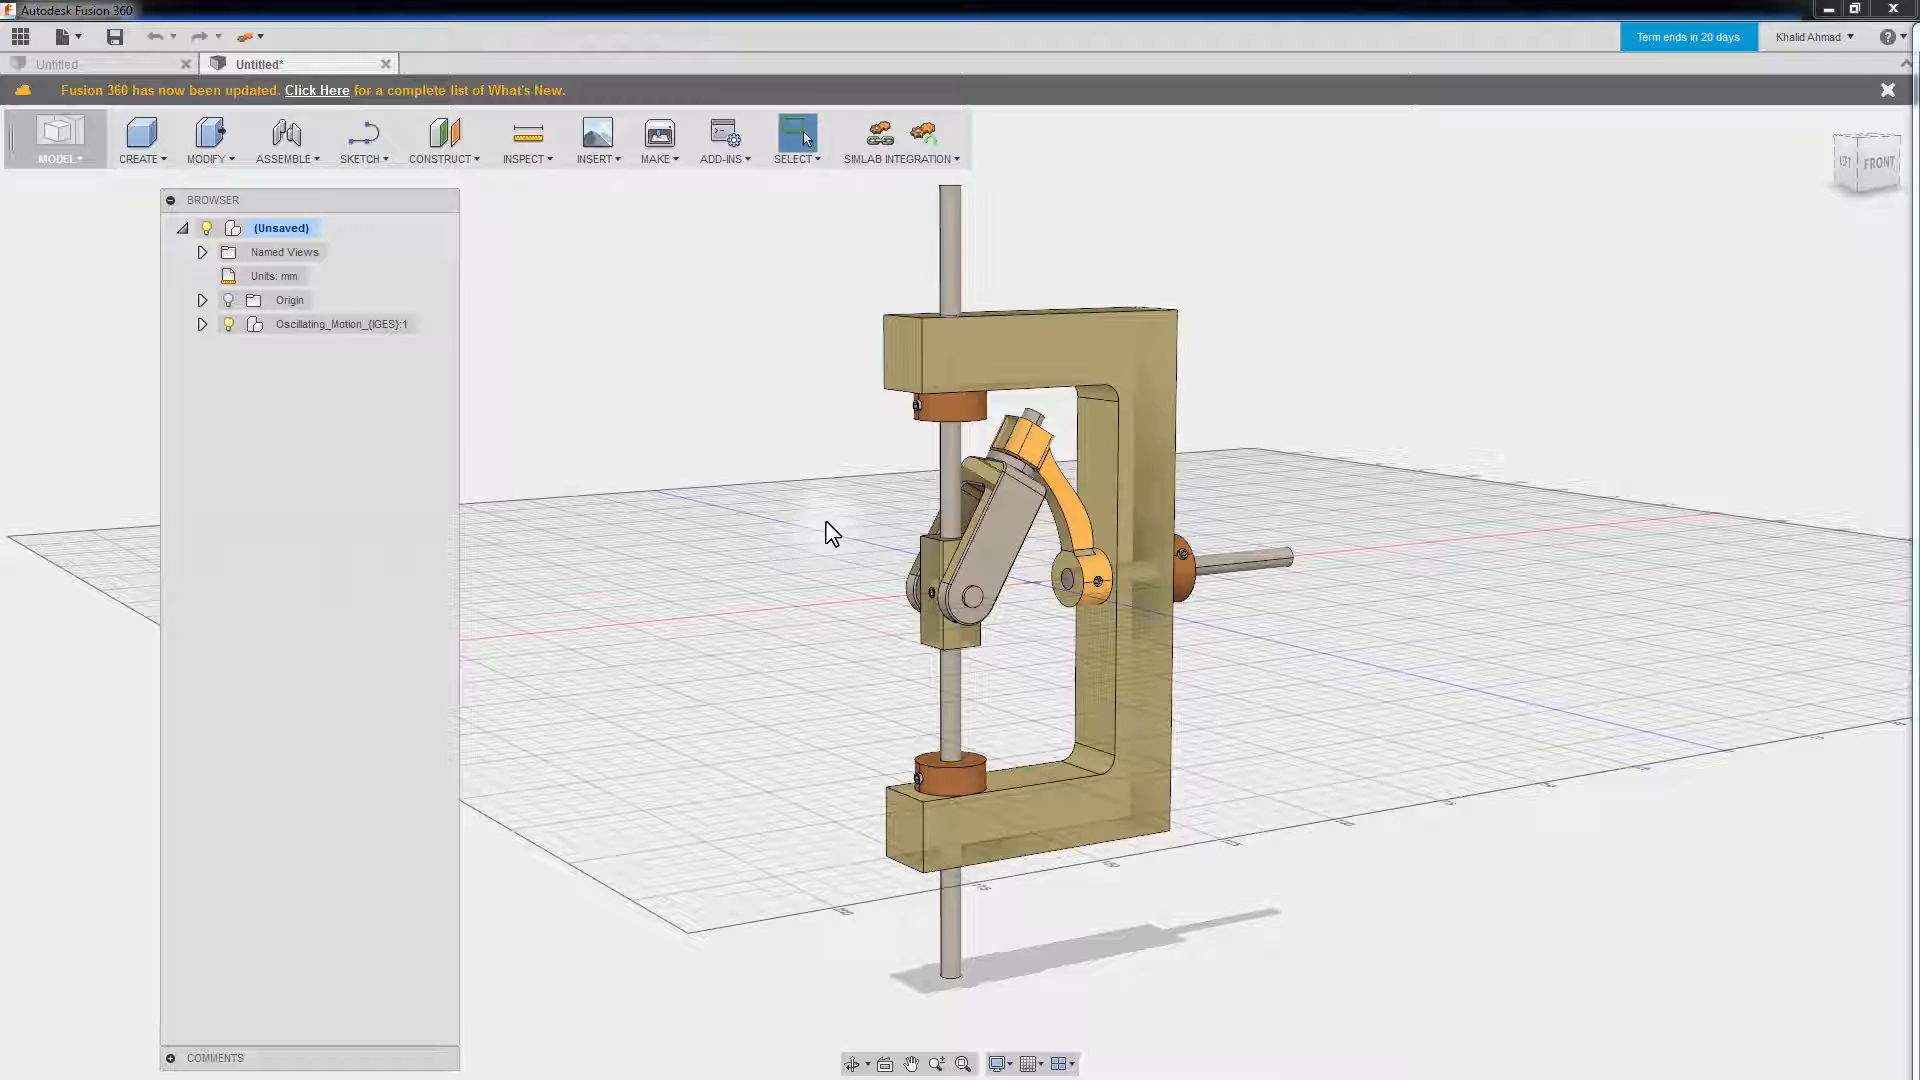 Autodesk Fusion 360
Term ends in 20 days
Khalid Ahmad
Untitled
Untitled*
Fusion 360 has now been updated. Click Here for a complete list of What's New.
MODEL
CREATE
MODIFY
ASSEMBLE
SKETCH
CONSTRUCT
INSPECT
INSERT
MAKE
ADD-INS
SELECT
SIMLAB INTEGRATION
FRONT
BROWSER
(Unsaved)
Named Views
Units: mm
Origin
Oscillating_Motion_{IGES}:1
COMMENTS